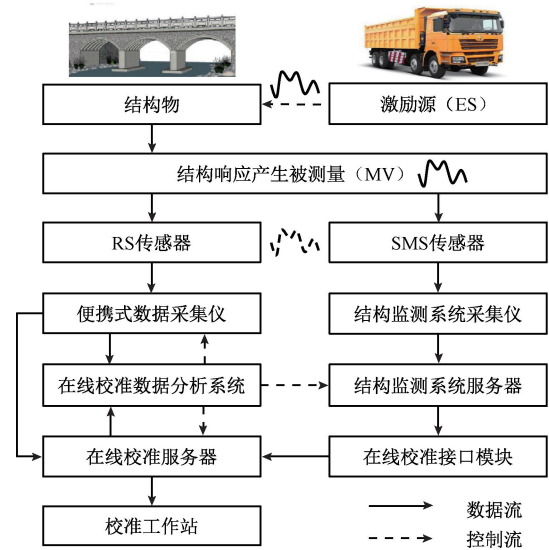 结构物
激励源（ES）
结构响应产生被测量（MV）
RS传感器
SMS传感器
便携式数据采集仪
结构监测系统采集仪
在线校准数据分析系统
结构监测系统服务器
在线校准服务器
在线校准接口模块
校准工作站
数据流
控制流